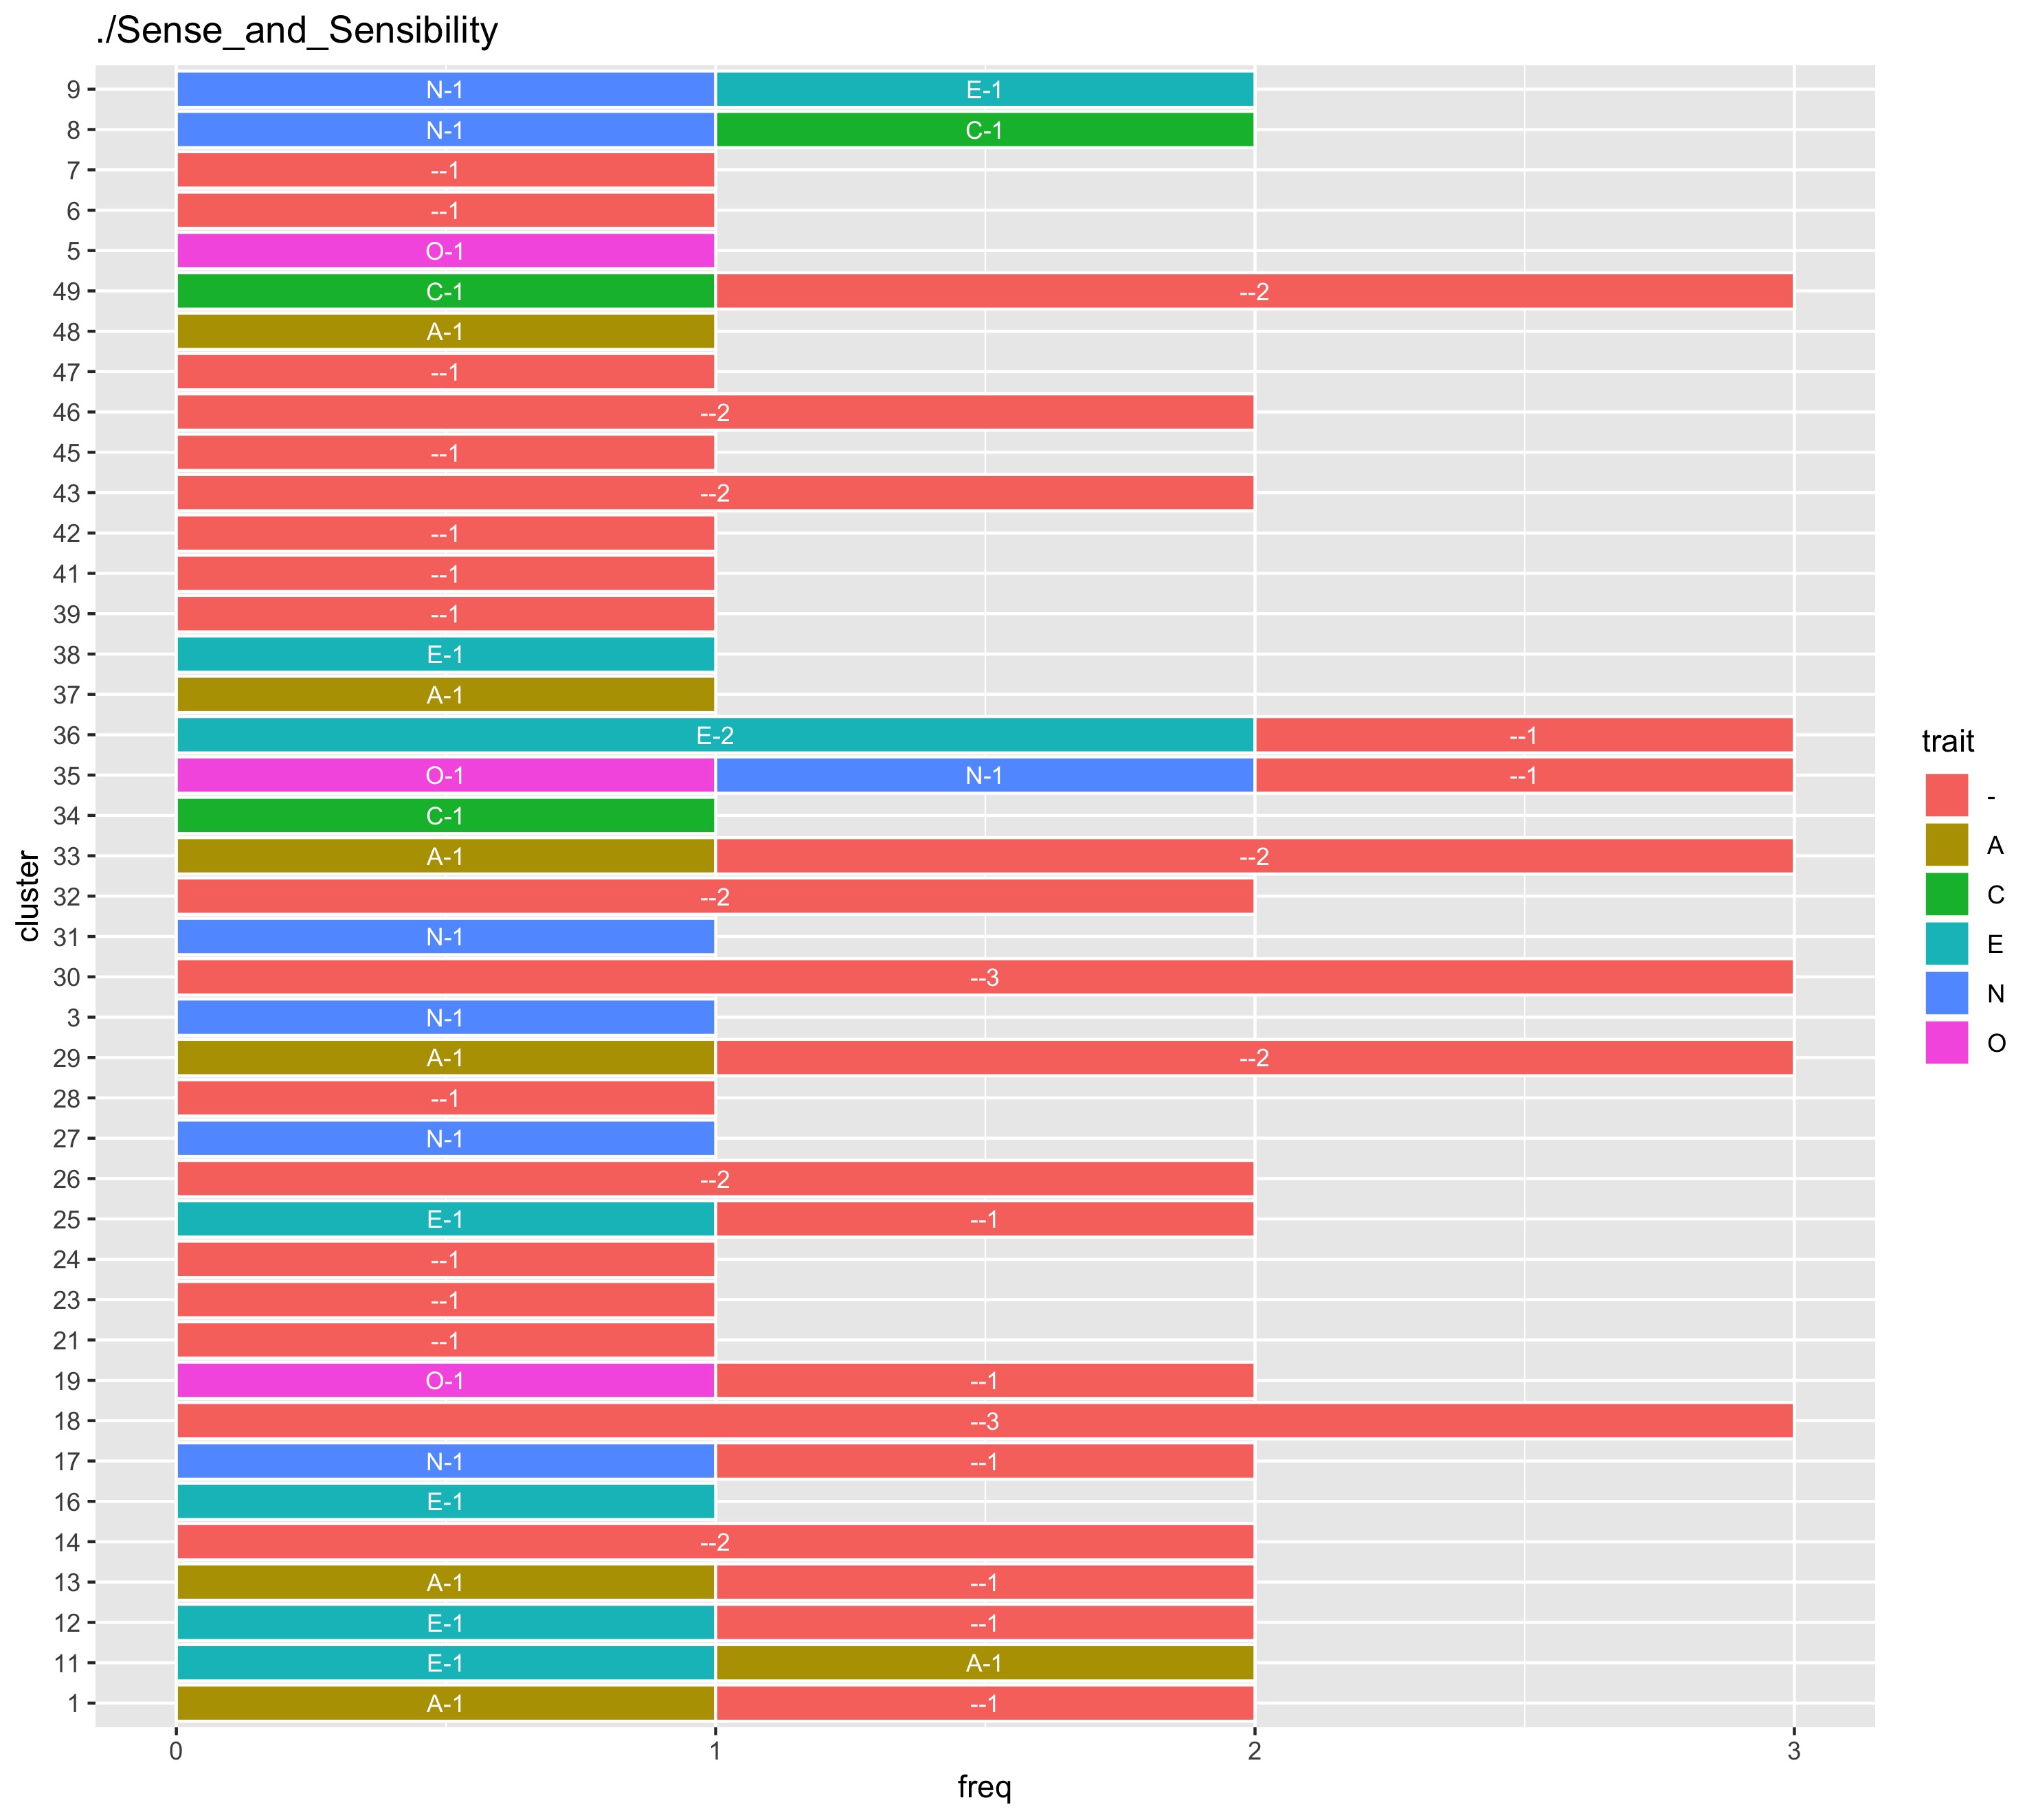 ./Sense_and_Sensibility
9 N-1 E-1
8 N-1 C-1
7 --1
6 --1
5 O-1
49 C-1 --2
48 A-1
47 --1
46 --2
45 --1
43 --2
42 --1
41 --1
39 --1
38 E-1
37 A-1
36 E-2 --1
35 O-1 N-1 --1
34 C-1
33 A-1 --2
32 --2
31 N-1
30 --3
3 N-1
29 A-1 --2
28 --1
27 N-1
26 --2
25 E-1 --1
24 --1
23 --1
21 --1
19 O-1 --1
18 --3
17 N-1 --1
16 E-1
14 --2
13 A-1 --1
12 E-1 --1
11 E-1 A-1
1 A-1 --1
0 1 2 3
freq
cluster
trait
-
A
C
E
N
O